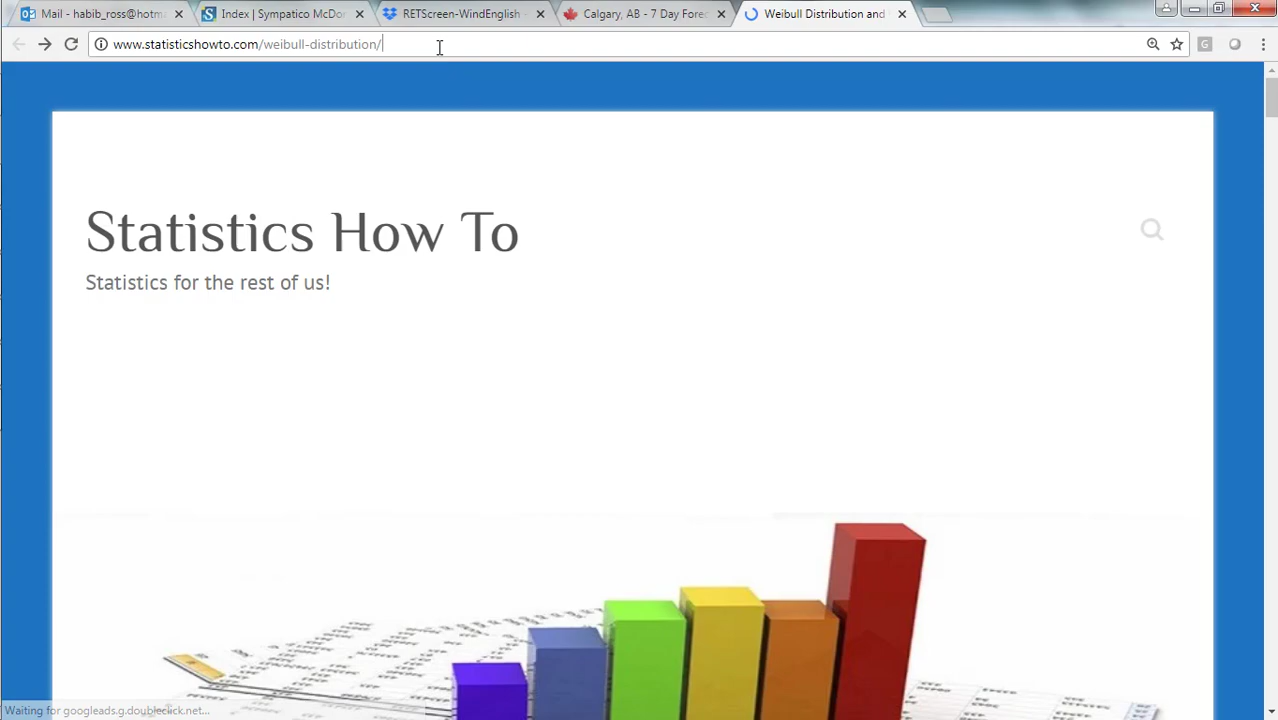 Mail - habib_ross@hotm
Index | Sympatico McDo
RETScreen-WindEnglish -
Calgary, AB - 7 Day Fore
Weibull Distribution and
www.statisticshowto.com/weibull-distribution/
G
Statistics How To
Statistics for the rest of us!
Waiting for googleads.g.doubleclick.net...